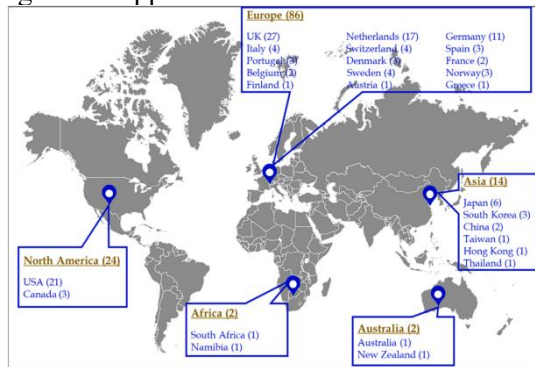 Europe (86)
UK (27) Netherlands (17) Germany (11)
Italy (4) Switzerland (4) Spain (3)
Portugal (3) Denmark (3) France (2)
Belgium (2) Sweden (4) Norway(3)
Finland (1) Austria (1) Greece (1)
Asia (14)
Japan (6)
South Korea (3)
China (2)
Taiwan (1)
Hong Kong (1)
Thailand (1)
North America (24)
USA (21)
Canada (3)
Africa (2)
South Africa (1)
Namibia (1)
Australia (2)
Australia (1)
New Zealand (1)